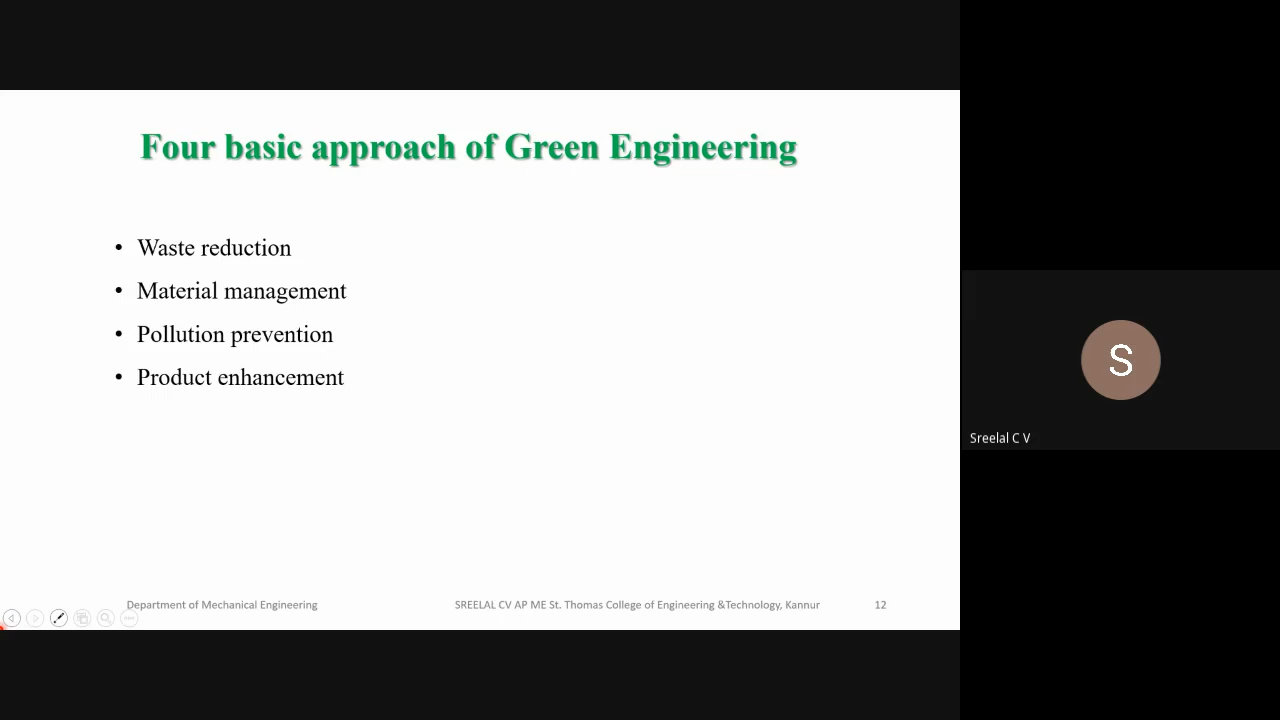 Four basic approach of Green Engineering
• Waste reduction
• Material management
• Pollution prevention
• Product enhancement
S
Sreelal C V
Department of Mechanical Engineering
SREELAL CV AP ME St. Thomas College of Engineering &Technology, Kannur
12